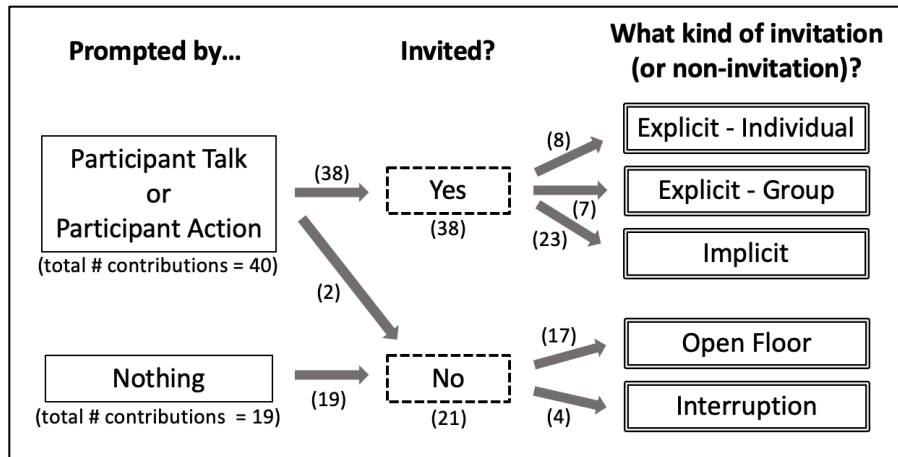 Prompted by...
Invited?
What kind of invitation
(or non-invitation)?
Participant Talk
or
Participant Action
(total # contributions = 40)
(38)
(2)
Yes
(38)
(8)
(7)
(23)
Explicit - Individual
Explicit - Group
Implicit
Nothing
(total # contributions = 19)
(19)
No
(21)
(17)
(4)
Open Floor
Interruption